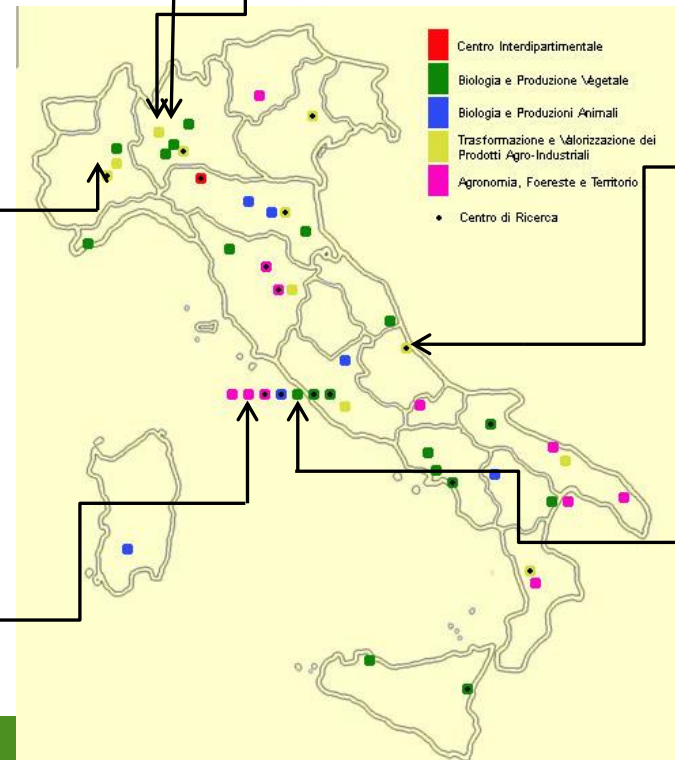 Centro Interdipartimentale
Biologia e Produzione Vegetale
Biologia e Produzioni Animali
Trasformazione e Valorizzazione dei
Prodotti Agro-Industriali
Agronomia, Foereste e Territorio
Centro di Ricerca